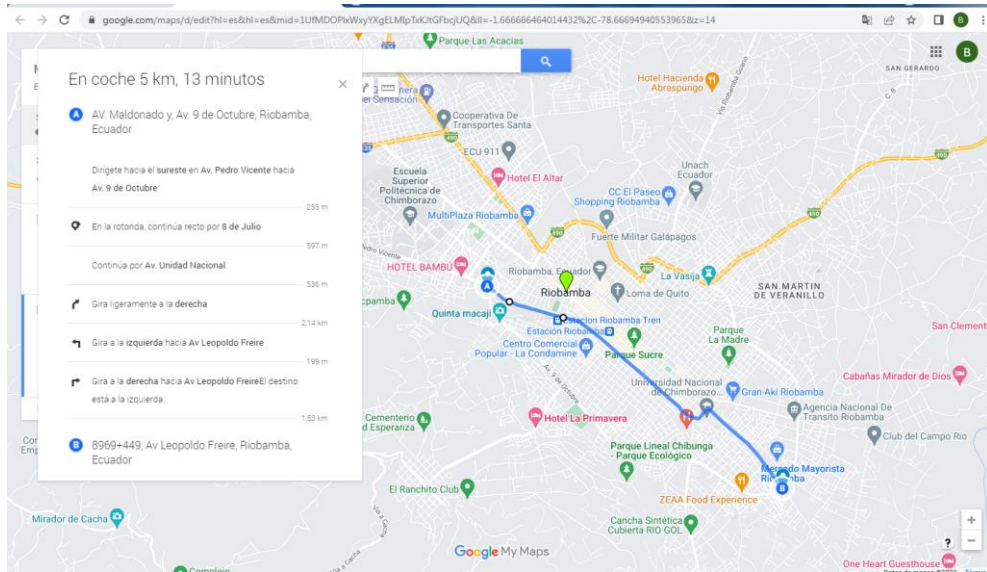 google.com/maps/d/edit?hl=es&hl=es&mid=1UfMDOPlxWxyYXgELMIpTxKJtGFbcjUQ&ll=-1.666666464014432%2C-78.66694940553965&z=14
B
En coche 5 km, 13 minutos
A
AV. Maldonado y, Av. 9 de Octubre, Riobamba,
Ecuador
Dirígete hacia el sureste en Av. Pedro Vicente hacia
Av. 9 de Octubre
255 m
En la rotonda, continúa recto por 8 de Julio
597 m
Continúa por Av. Unidad Nacional
536 m
Gira ligeramente a la derecha
2,14 km
Gira a la izquierda hacia Av Leopoldo Freire
199 m
Gira a la derecha hacia Av Leopoldo FreireEl destino
está a la izquierda.
1,53 km
B
8969+449, Av Leopoldo Freire, Riobamba,
Ecuador
Parque Las Acacias
B
SAN GERARDO
Hotel Hacienda
Abraspungo
Cooperativa De
Transportes Santa
ECU 911
Escuela
Superior
Politécnica de
Chimborazo
Hotel El Altar
Unach
Ecuador
CC El Paseo
Shopping Riobamba
MultiPlaza Riobamba
Fuerte Militar Galápagos
HOTEL BAMBÚ
Riobamba, Ecuador
La Vasija
A
Riobamba
Loma de Quito
SAN MARTIN
DE VERANILLO
Quinta macají
Estacion Riobamba Tren
Estación Riobamba
Centro Comercial
Popular - La Condamine
Parque Sucre
Parque
La Madre
San Clement
Av. 9 de Octubre
Universidad Nacional
de Chimborazo...
Gran Aki Riobamba
Cabañas Mirador de Dios
Agencia Nacional De
Transito Riobamba
Cementerio
d Esperanza
Hotel La Primavera
Club del Campo Rio
Parque Lineal Chibunga
- Parque Ecológico
Mercado Mayorista
B
El Ranchito Club
ZEAA Food Experience
Mirador de Cacha
Cancha Sintética
Cubierta RIO GOL
Google My Maps
One Heart Guesthouse
Complejo